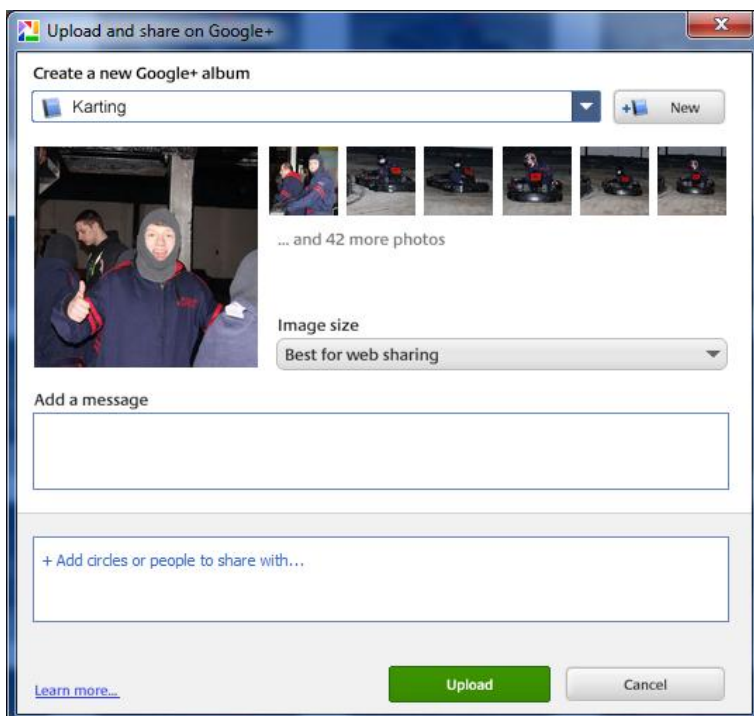 Upload and share on Google+
Create a new Google+ album
Karting
New
... and 42 more photos
Image size
Best for web sharing
Add a message
+ Add circles or people to share with...
Learn more...
Upload
Cancel